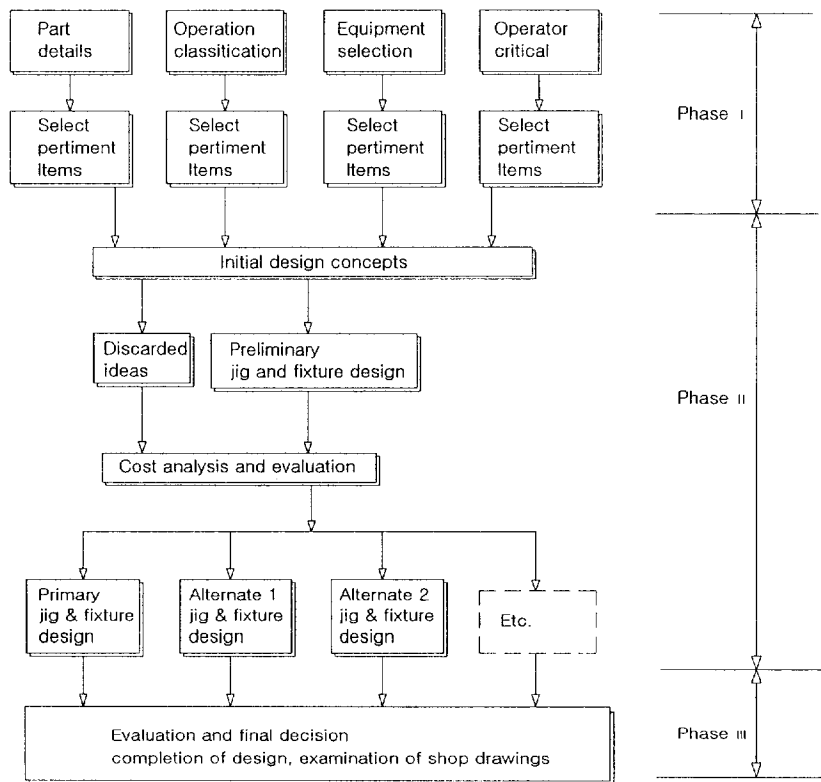 Part
details
Operation
classitication
Equipment
selection
Operator
critical
Select
pertiment
Items
Select
pertiment
Items
Select
pertiment
Items
Select
pertiment
Items
Phase I
Initial design concepts
Discarded
ideas
Preliminary
jig and fixture design
Phase II
Cost analysis and evaluation
Primary
jig & fixture
design
Alternate 1
jig & fixture
design
Alternate 2
jig & fixture
design
Etc.
Evaluation and final decision
completion of design, examination of shop drawings
Phase III